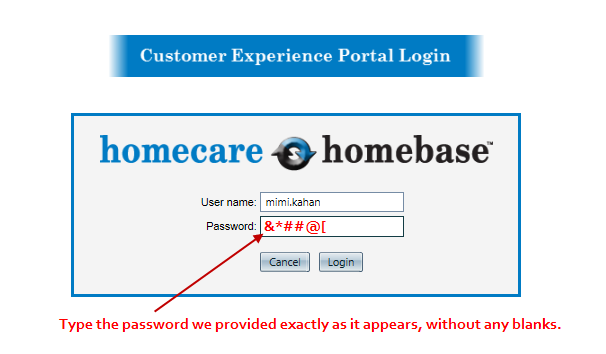 Customer Experience Portal Login
homecare homebase™
User name: mimi.kahan
Password: &*##@[
Cancel Login
Type the password we provided exactly as it appears, without any blanks.